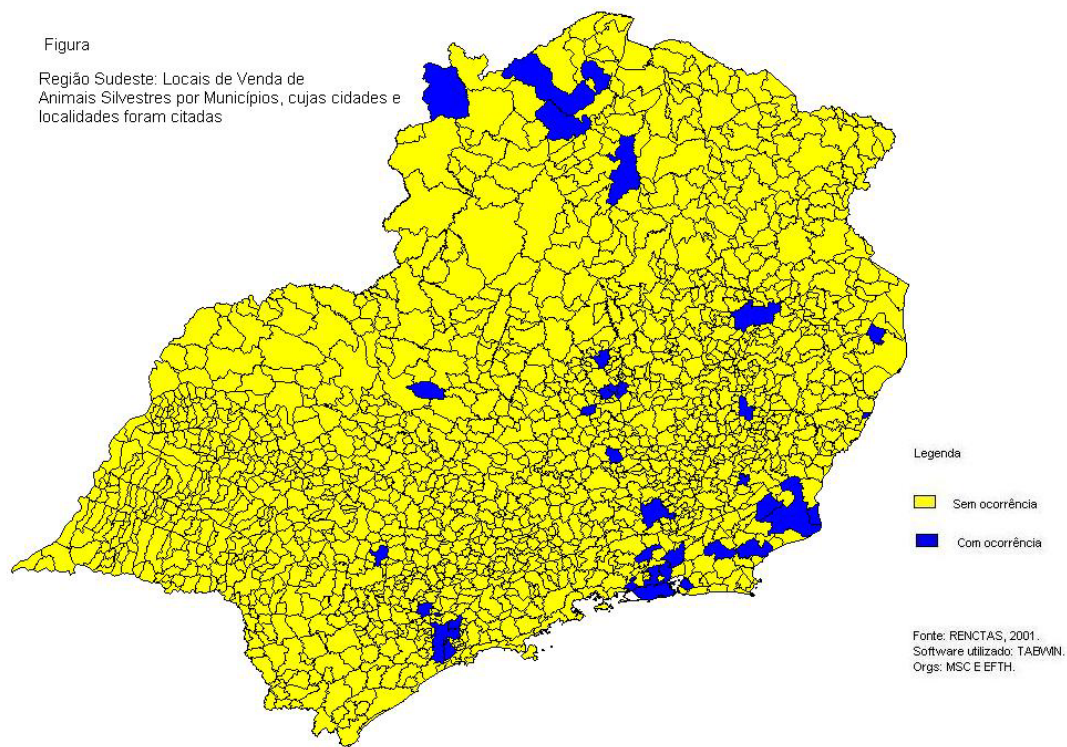 Figura
Região Sudeste: Locais de Venda de
Animais Silvestres por Municípios, cujas cidades e
localidades foram citadas
Legenda
Sem ocorrência
Com ocorrência
Fonte: RENCTAS, 2001.
Software utilizado: TABWIN.
Orgs: MSC E EFTH.